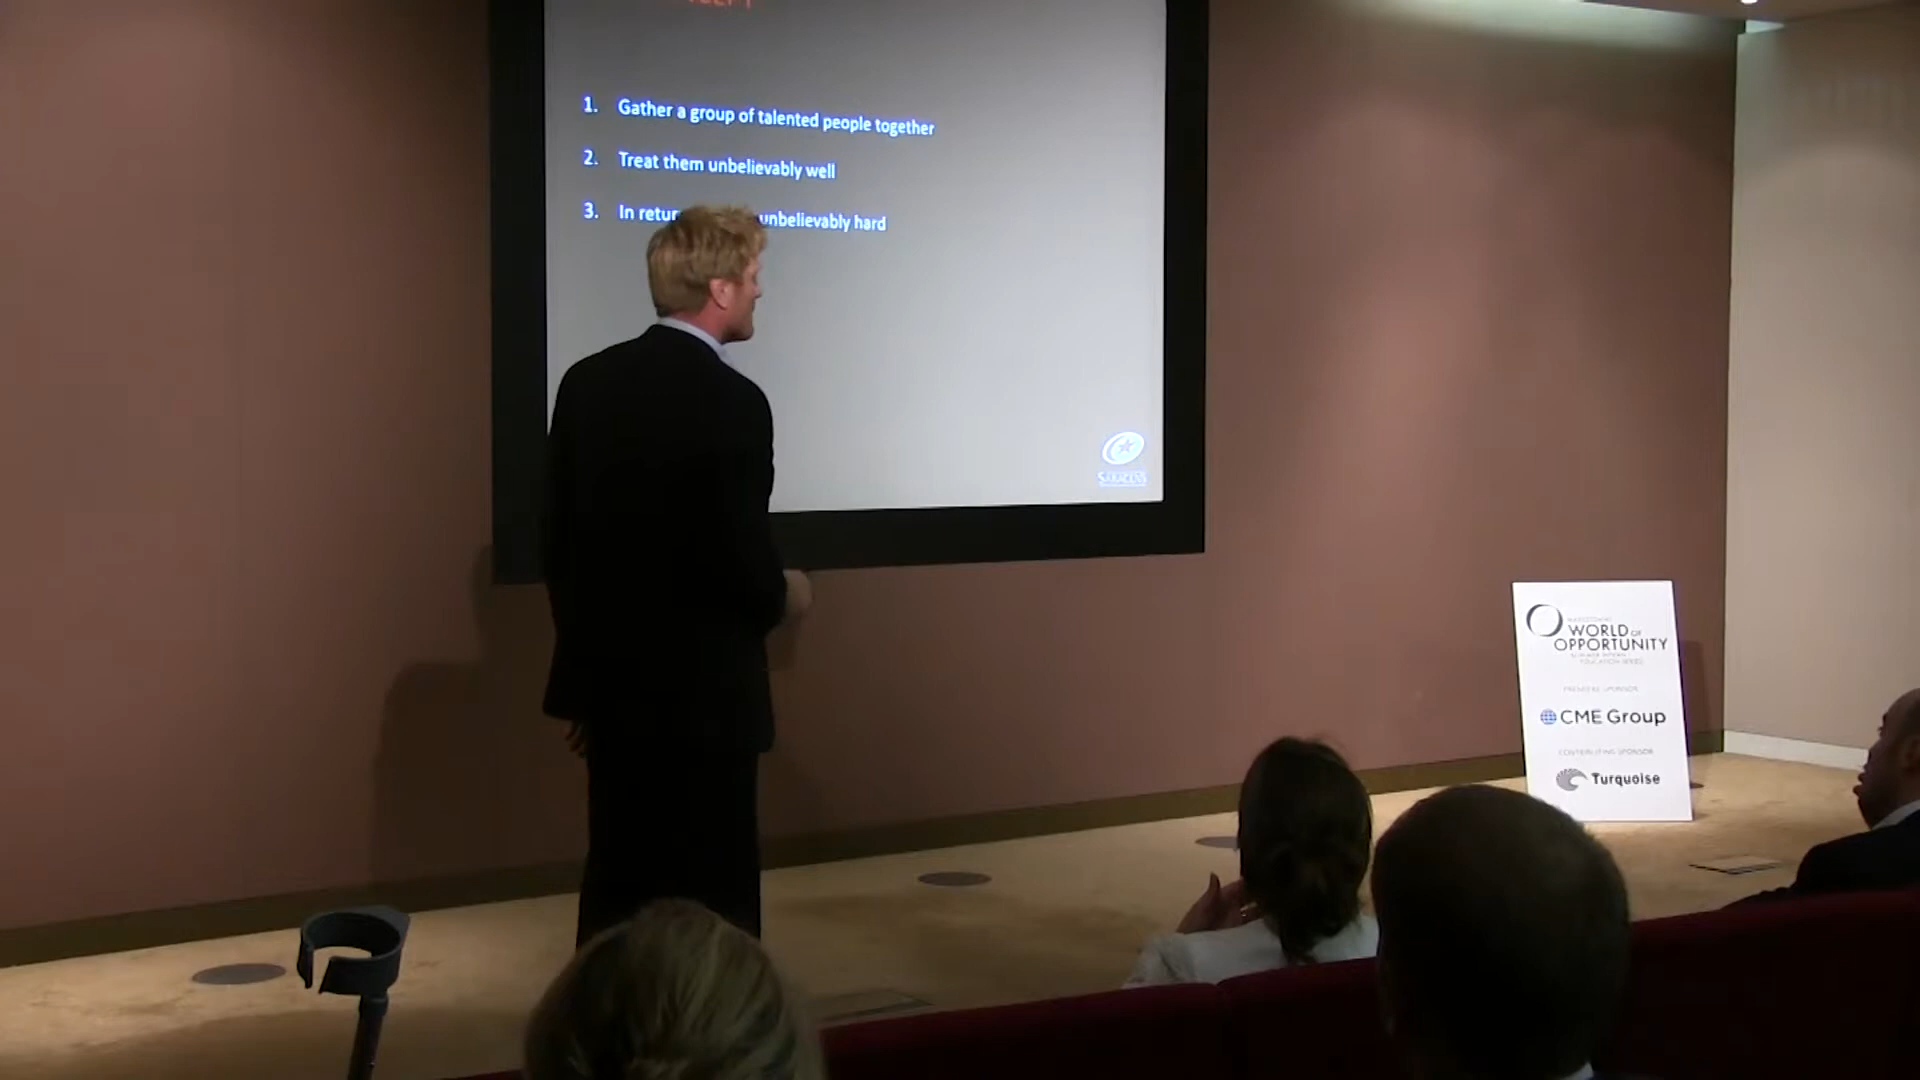 1. Gather a group of talented people together
2. Treat them unbelievably well
3. In unbelievably hard
SARACENS
WORLD OF
OPPORTUNITY
CME Group
Turquoise